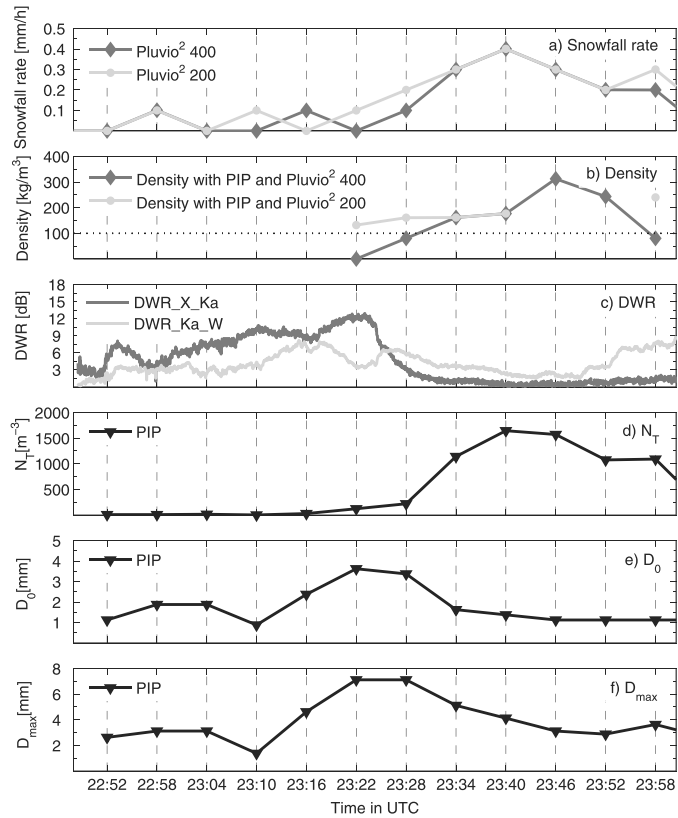 Snowfall rate [mm/h]
0.5
0.4
0.3
0.2
0.1
Pluvio² 400
Pluvio² 200
a) Snowfall rate
Density [kg/m³]
400
300
200
100
Density with PIP and Pluvio² 400
Density with PIP and Pluvio² 200
b) Density
DWR [dB]
18
15
12
9
6
3
DWR_X_Ka
DWR_Ka_W
c) DWR
N_T[m⁻³]
2000
1500
1000
500
PIP
d) N_T
D₀[mm]
5
4
3
2
1
PIP
e) D₀
D_max[mm]
8
6
4
2
PIP
f) D_max
22:52 22:58 23:04 23:10 23:16 23:22 23:28 23:34 23:40 23:46 23:52 23:58
Time in UTC